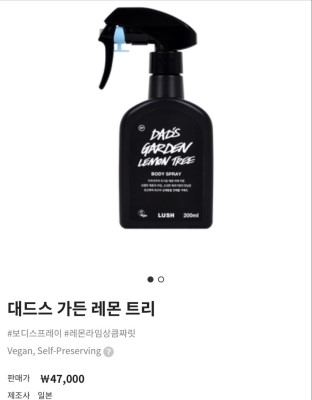 DAD'S
GARDEN
LEMON TREE
BODY SPRAY
LUSH 200ml
대드스 가든 레몬 트리
#보디스프레이 #레몬라임상큼짜릿
Vegan, Self-Preserving ?
판매가 ₩47,000
제조사 일본